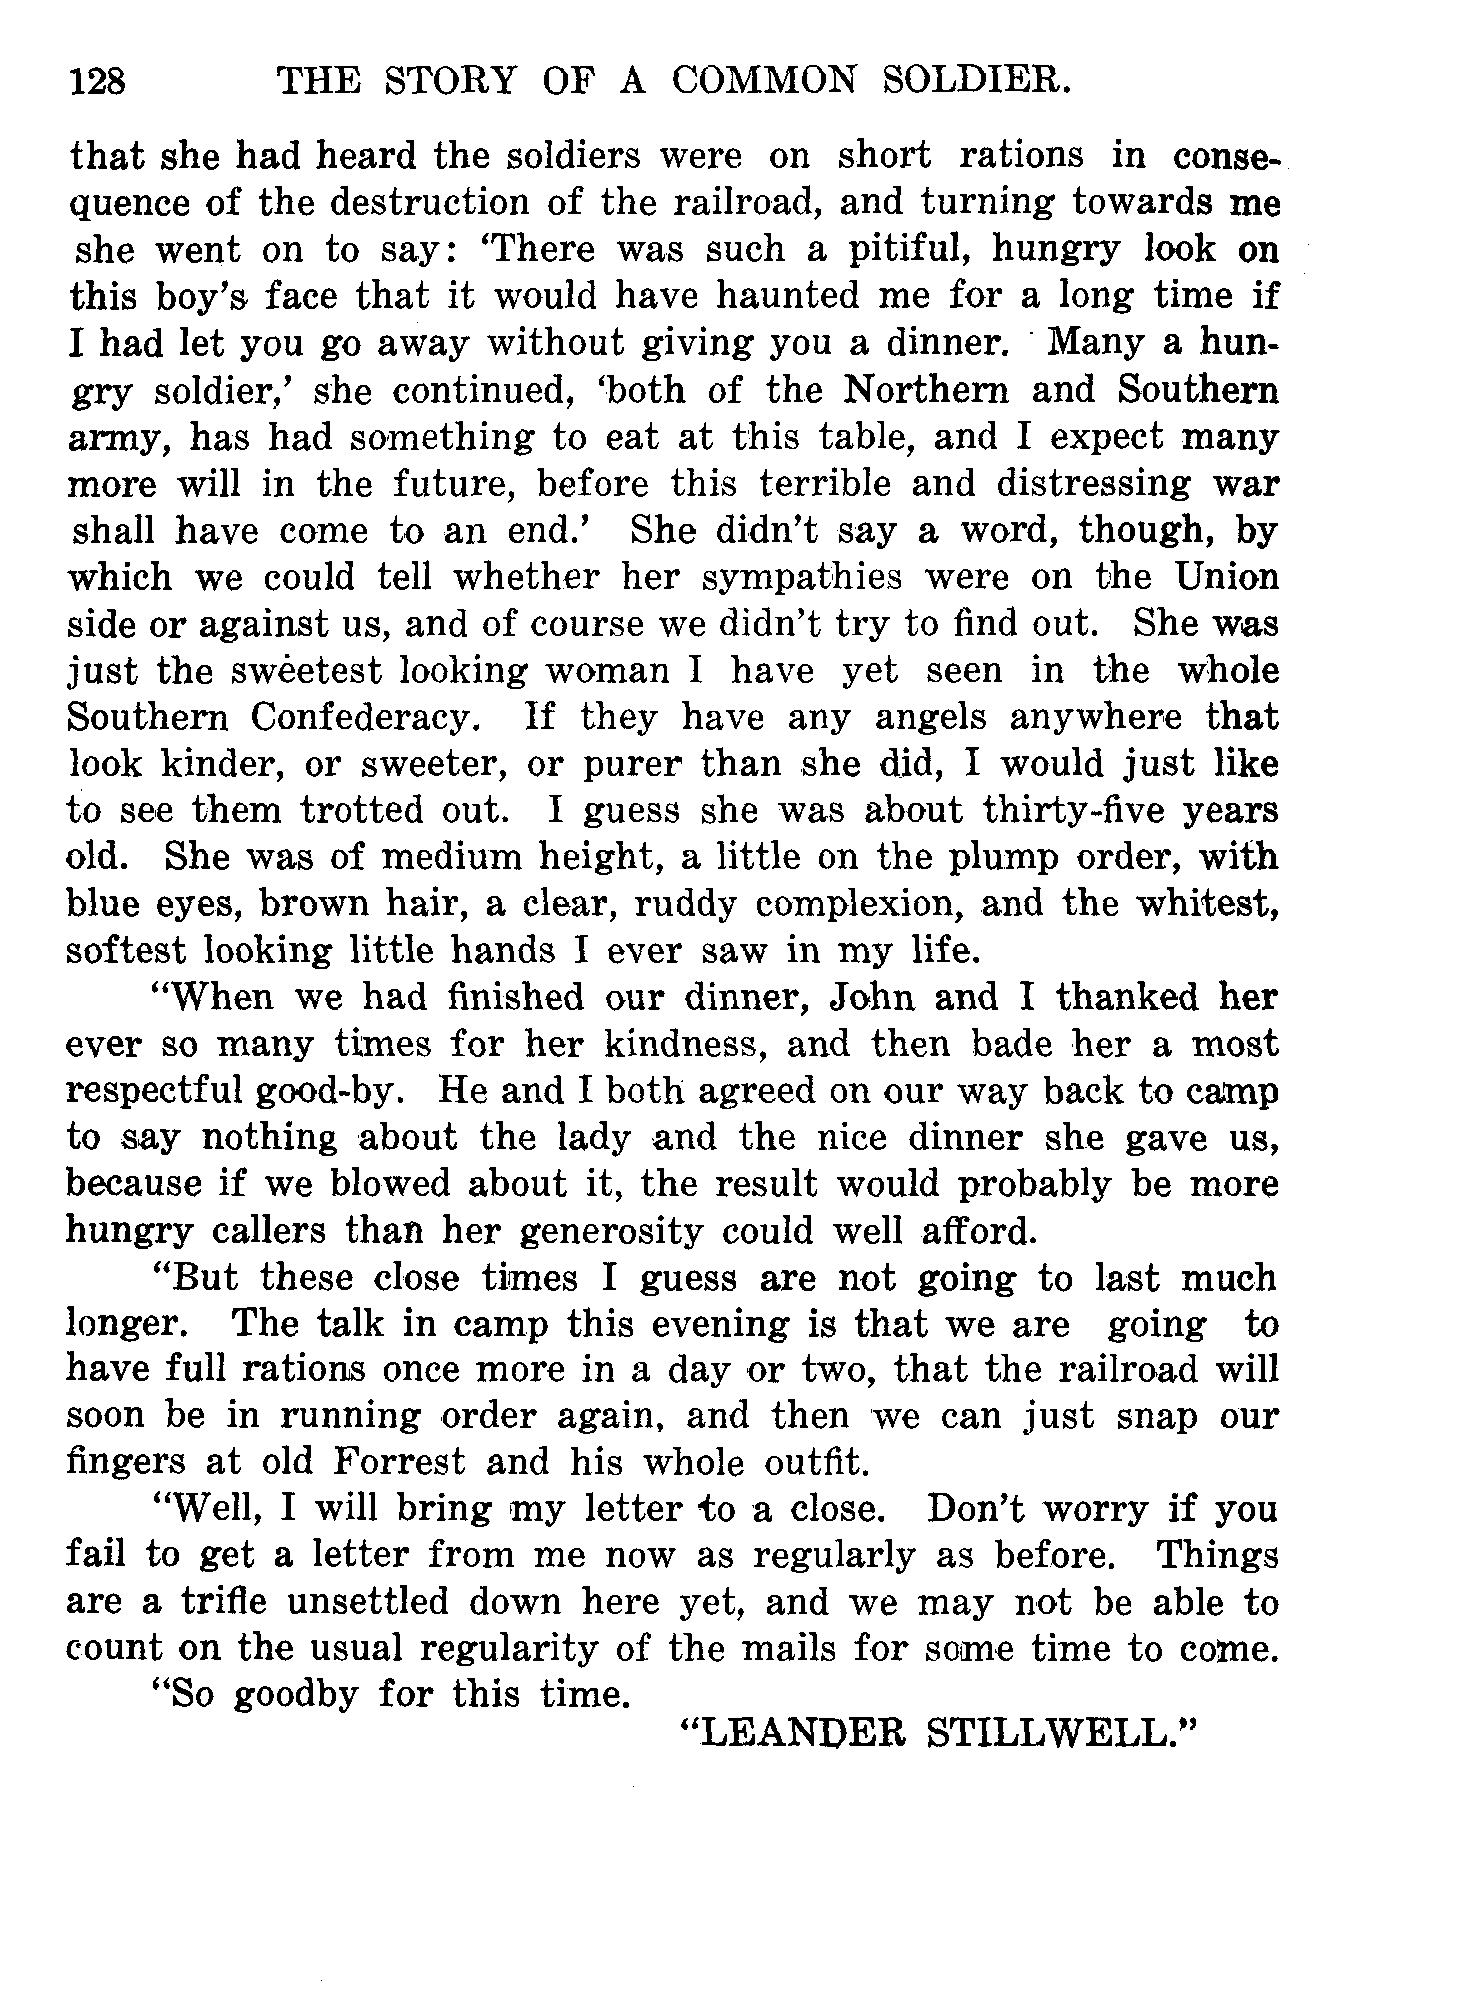 128 THE STORY OF A COMMON SOLDIER.
that she had heard the soldiers were on short rations in conse-
quence of the destruction of the railroad, and turning towards me
she went on to say: ‘There was such a pitiful, hungry look on
this boy’s face that it would have haunted me for a long time if
I had let you go away without giving you a dinner. Many a hun-
gry soldier,’ she continued, ‘both of the Northern and Southern
army, has had something to eat at this table, and I expect many
more will in the future, before this terrible and distressing war
shall have come to an end.’ She didn’t say a word, though, by
which we could tell whether her sympathies were on the Union
side or against us, and of course we didn’t try to find out. She was
just the sweetest looking woman I have yet seen in the whole
Southern Confederacy. If they have any angels anywhere that
look kinder, or sweeter, or purer than she did, I would just like
to see them trotted out. I guess she was about thirty-five years
old. She was of medium height, a little on the plump order, with
blue eyes, brown hair, a clear, ruddy complexion, and the whitest,
softest looking little hands I ever saw in my life.
“When we had finished our dinner, John and I thanked her
ever so many times for her kindness, and then bade her a most
respectful good-by. He and I both agreed on our way back to camp
to say nothing about the lady and the nice dinner she gave us,
because if we blowed about it, the result would probably be more
hungry callers than her generosity could well afford.
“But these close times I guess are not going to last much
longer. The talk in camp this evening is that we are going to
have full rations once more in a day or two, that the railroad will
soon be in running order again, and then we can just snap our
fingers at old Forrest and his whole outfit.
“Well, I will bring my letter to a close. Don’t worry if you
fail to get a letter from me now as regularly as before. Things
are a trifle unsettled down here yet, and we may not be able to
count on the usual regularity of the mails for some time to come.
“So goodby for this time.
“LEANDER STILLWELL.”